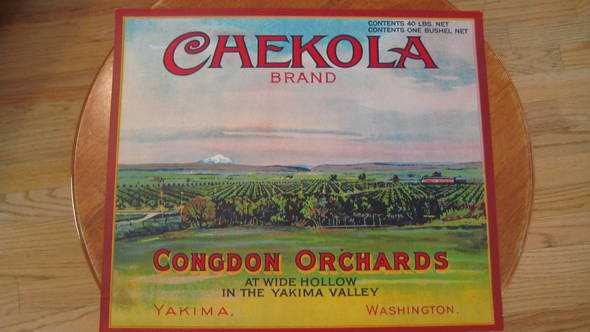 CONTENTS 40 LBS. NET
CONTENTS ONE BUSHEL NET
CHEKOLA
BRAND
CONGDON ORCHARDS
AT WIDE HOLLOW
IN THE YAKIMA VALLEY
YAKIMA, WASHINGTON.